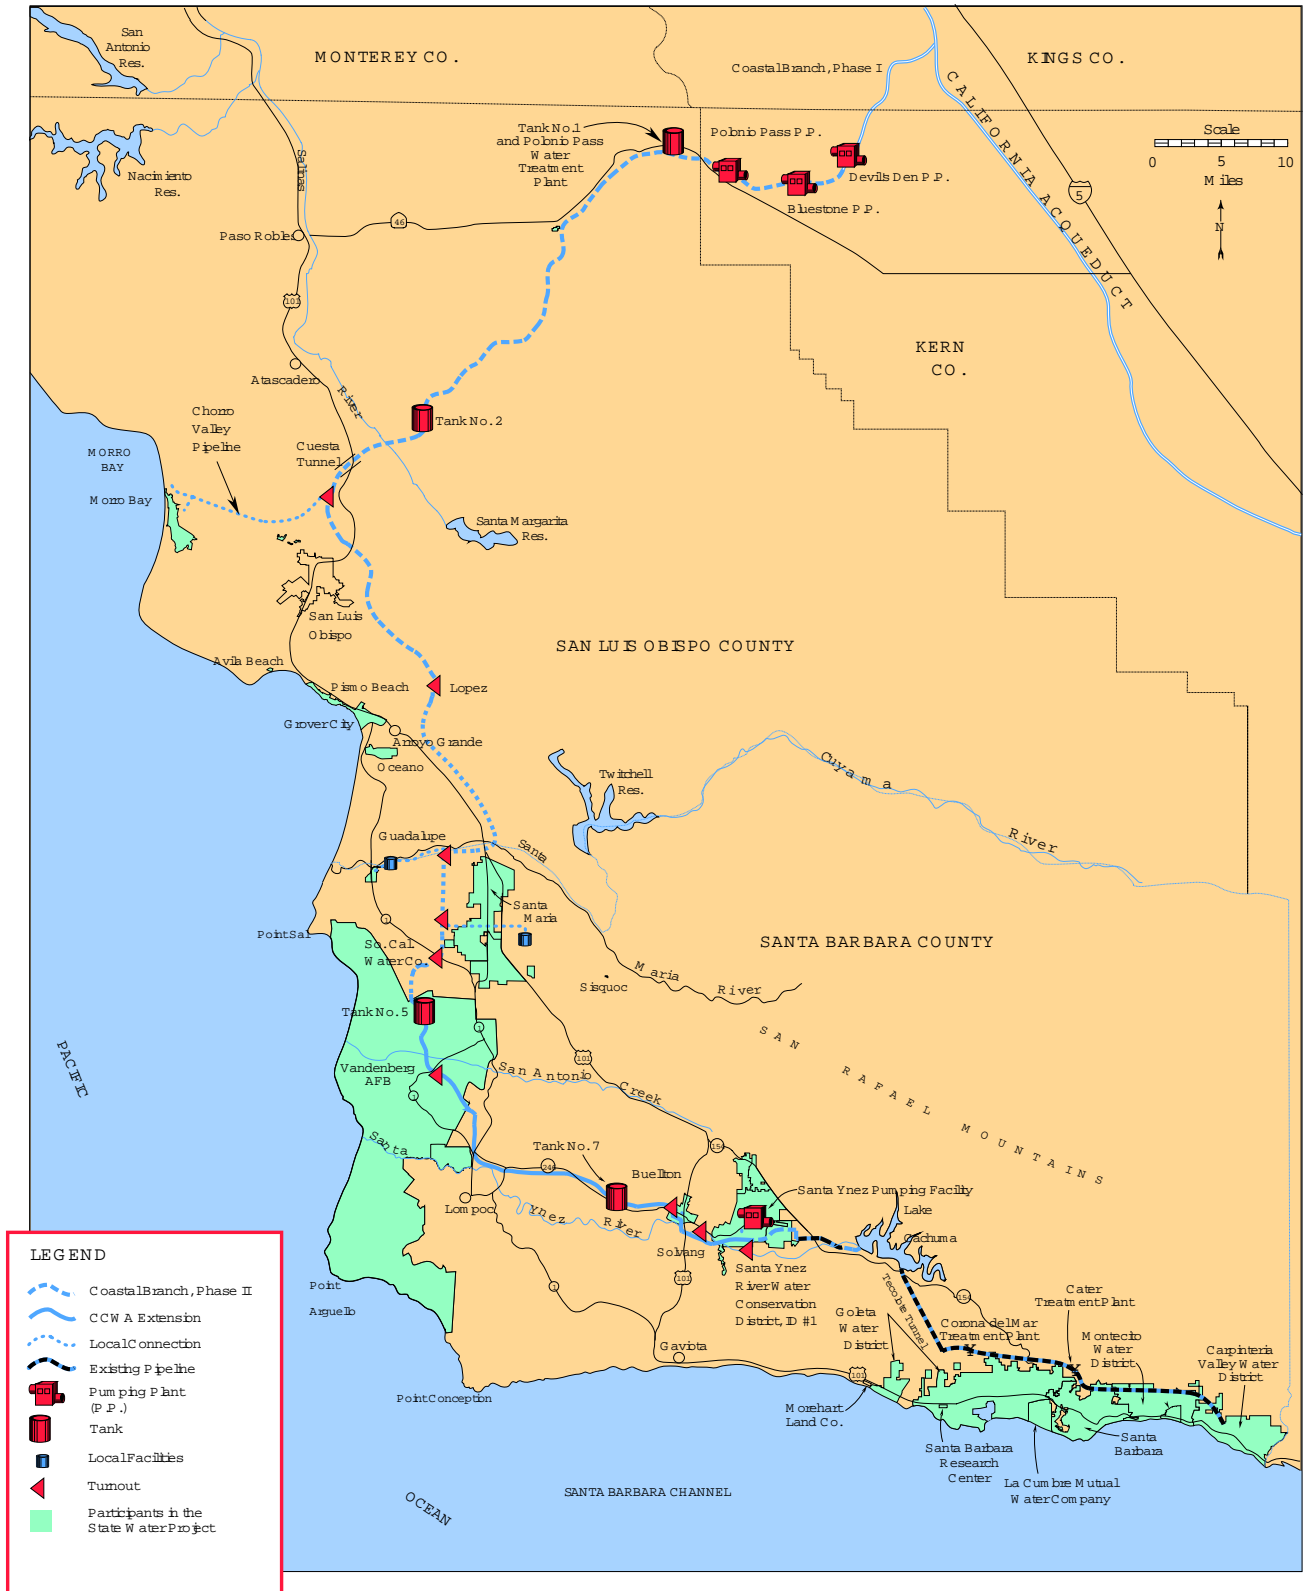 San
Antonio
Res.
MONTEREY CO.
KINGS CO.
Coastal Branch, Phase I
CALIFORNIA AQUEDUCT
Scale
0 5 10
Miles
N
5
Tank No.1
and Polonio Pass
Water
Treatment
Plant
Polonio Pass P.P.
Devil's Den P.P.
Bluestone P.P.
Nacimiento
Res.
Salinas
River
46
Paso Robles
101
Atascadero
KERN
CO.
Chorro
Valley
Pipeline
Tank No. 2
Cuesta
Tunnel
MORRO
BAY
Morro Bay
Santa Margarita
Res.
San Luis
Obispo
SAN LUIS OBISPO COUNTY
Avila Beach
Pismo Beach
Lopez
Grover City
Arroyo Grande
Oceano
Twitchell
Res.
Cuyama
River
Guadalupe
Santa
Maria
River
Santa
Maria
1
Point Sal
So. Cal.
Water Co.
SANTA BARBARA COUNTY
Sisquoc
Tank No. 5
1
101
SAN
RAFAEL
MOUNTAINS
PACIFIC
OCEAN
Vandenberg
AFB
1
San Antonio
Creek
Santa
Ynez
River
154
246
Tank No. 7
Buellton
Lompoc
Santa Ynez Pumping Facility
Lake
Cachuma
Solvang
101
1
Santa Ynez
River Water
Conservation
District, ID #1
Point
Arguello
Tecolote Tunnel
154
Goleta
Water
District
Corona del Mar
Treatment Plant
Cater
Treatment Plant
Montecito
Water
District
Carpinteria
Valley Water
District
Gaviota
101
Point Conception
Morehart
Land Co.
Santa Barbara
Research
Center
La Cumbre Mutual
Water Company
Santa
Barbara
SANTA BARBARA CHANNEL
LEGEND
Coastal Branch, Phase II
CCWA Extension
Local Connection
Existing Pipeline
Pumping Plant
(P.P.)
Tank
Local Facilities
Turnout
Participants in the
State Water Project